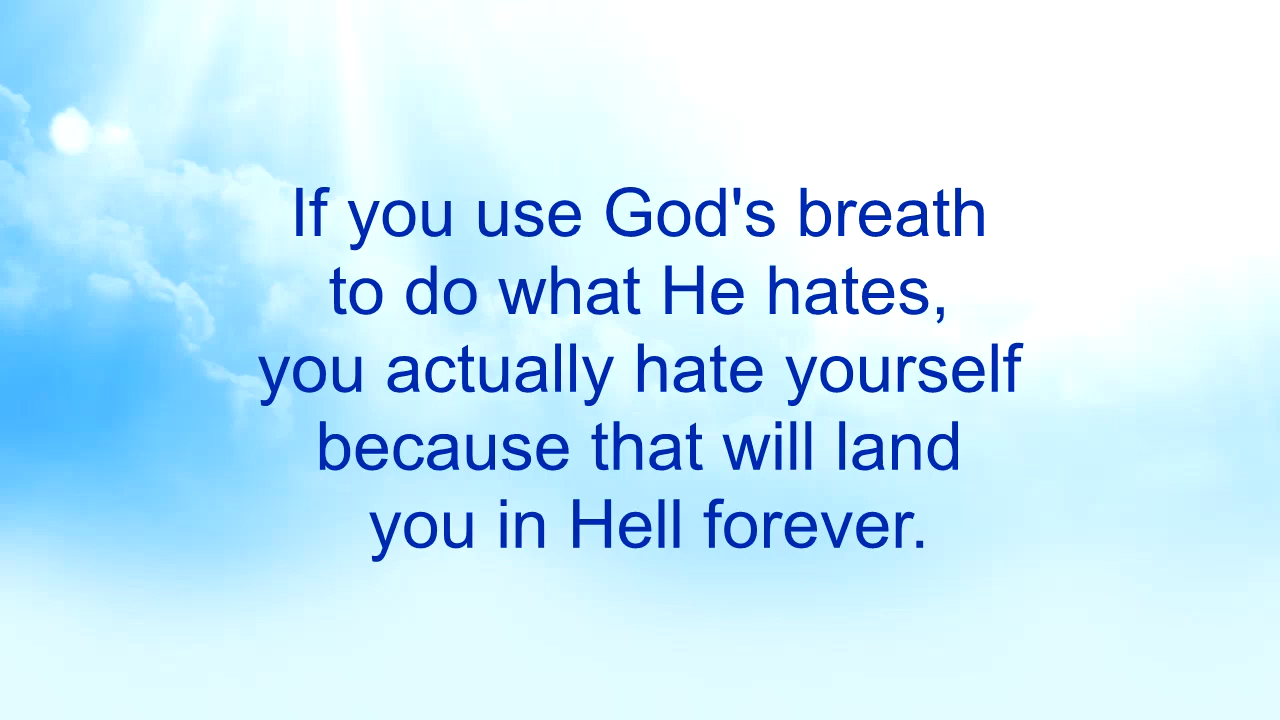 If you use God's breath
to do what He hates,
you actually hate yourself
because that will land
you in Hell forever.